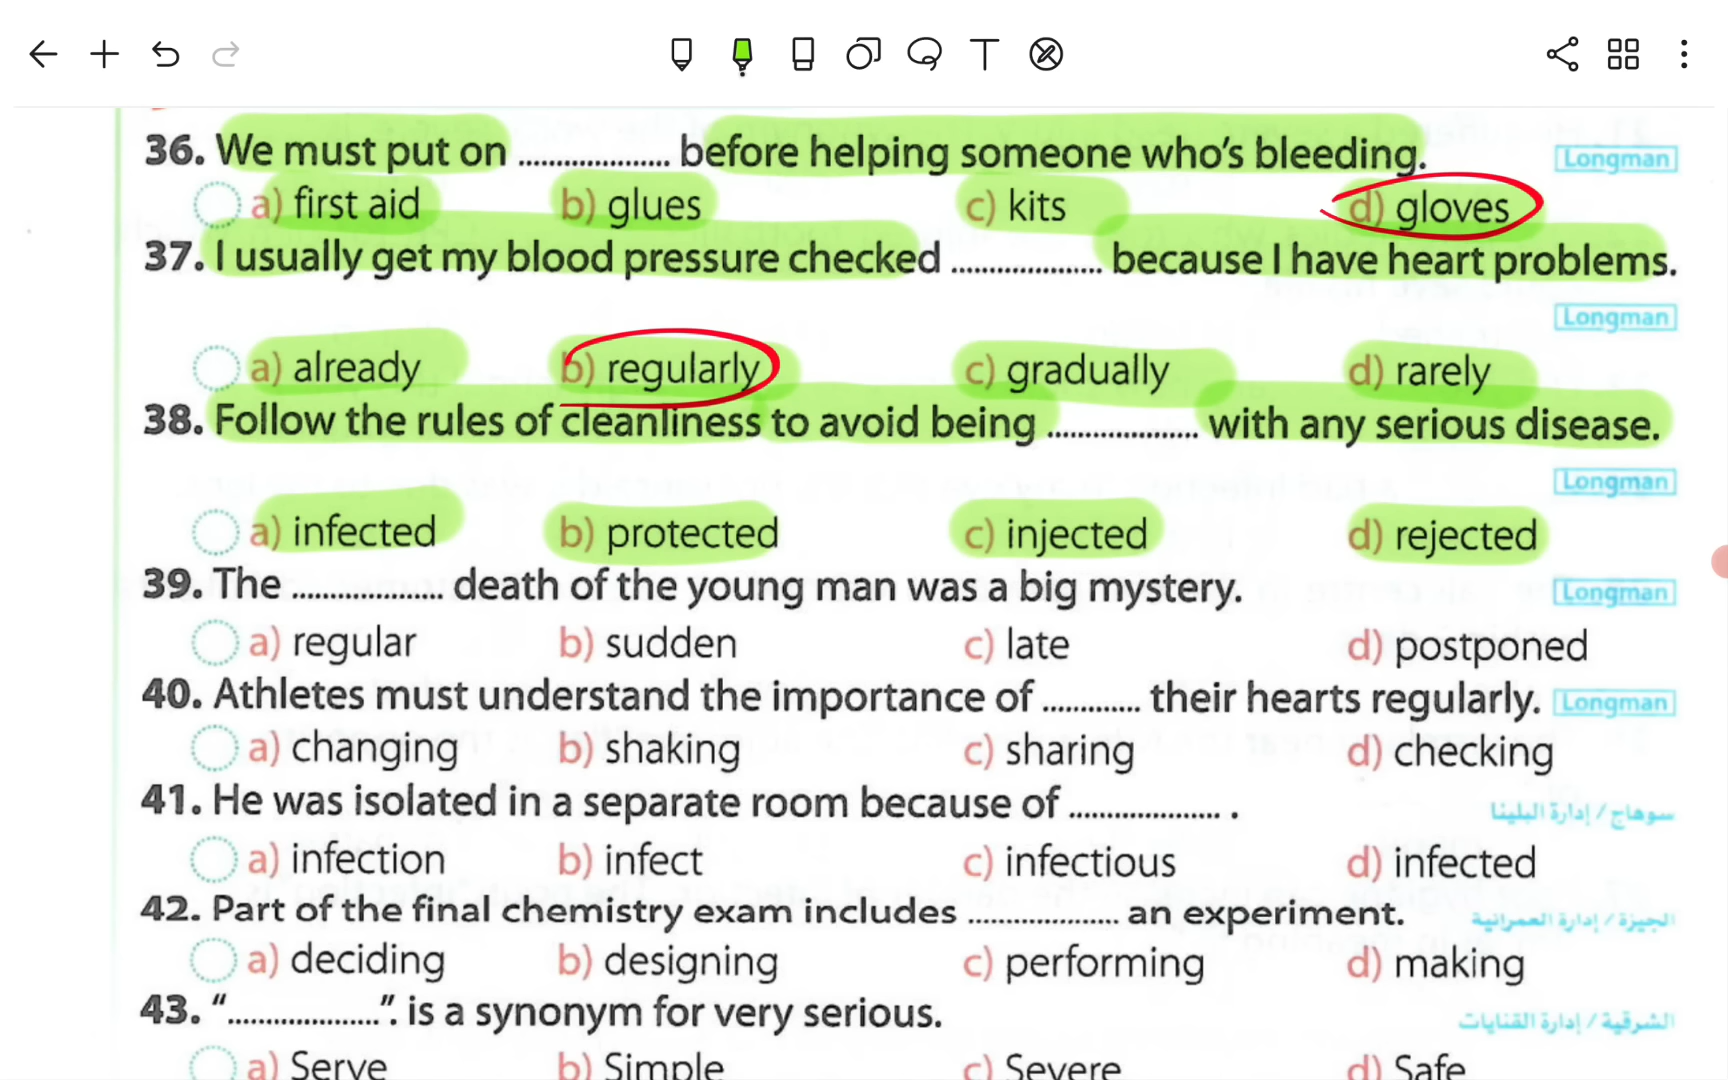 36. We must put on .................... before helping someone who's bleeding. Longman
a) first aid b) glues c) kits d) gloves
37. I usually get my blood pressure checked .................... because I have heart problems.
Longman
a) already b) regularly c) gradually d) rarely
38. Follow the rules of cleanliness to avoid being .................... with any serious disease.
Longman
a) infected b) protected c) injected d) rejected
39. The .................... death of the young man was a big mystery. Longman
a) regular b) sudden c) late d) postponed
40. Athletes must understand the importance of ............. their hearts regularly. Longman
a) changing b) shaking c) sharing d) checking
41. He was isolated in a separate room because of .................... . سوهاج / إدارة البلينا
a) infection b) infect c) infectious d) infected
42. Part of the final chemistry exam includes .................... an experiment. الجيزة / إدارة العمرانية
a) deciding b) designing c) performing d) making
43. "....................". is a synonym for very serious. الشرقية / إدارة القنايات
a) Serve b) Simple c) Severe d) Safe